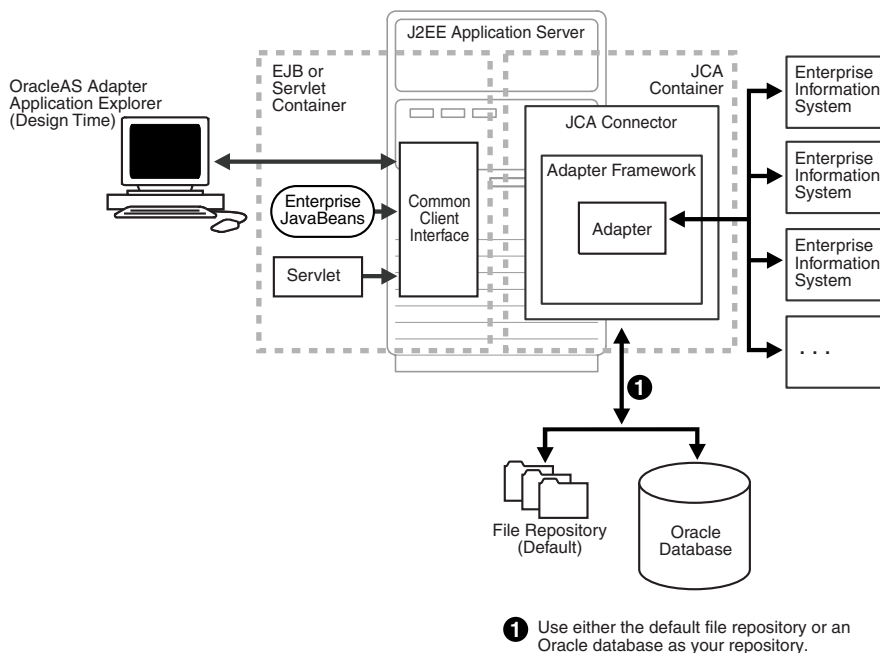 J2EE Application Server
OracleAS Adapter
Application Explorer
(Design Time)
EJB or
Servlet
Container
JCA
Container
JCA Connector
Adapter Framework
Adapter
Enterprise
JavaBeans
Servlet
Common
Client
Interface
Enterprise
Information
System
Enterprise
Information
System
Enterprise
Information
System
. . .
1
File Repository
(Default)
Oracle
Database
1 Use either the default file repository or an
Oracle database as your repository.